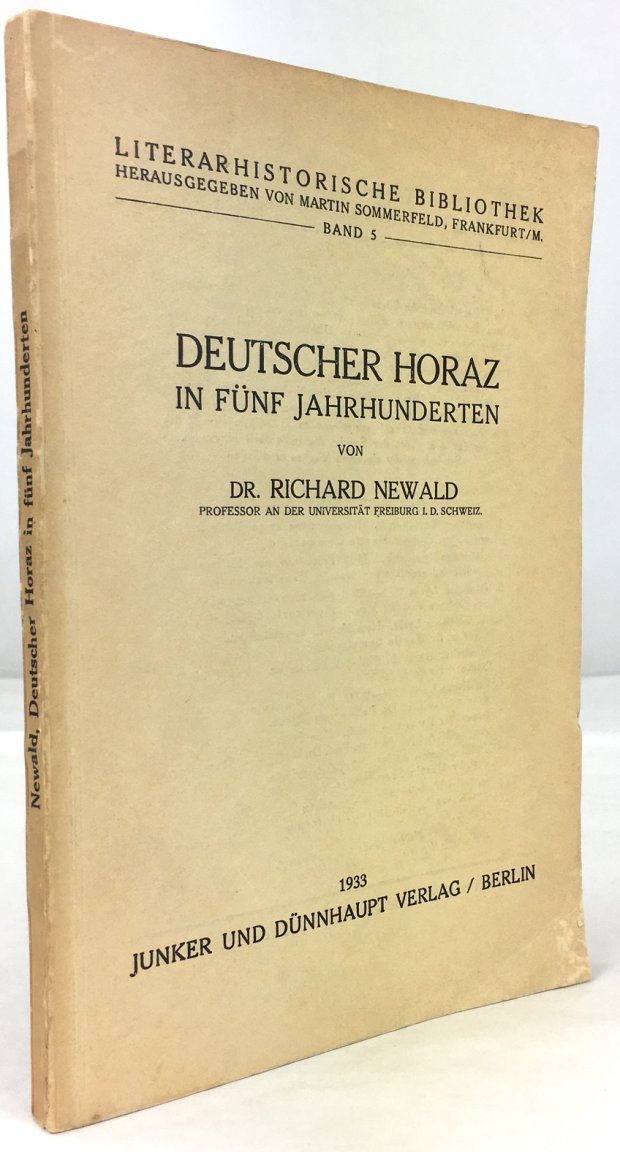 LITERARHISTORISCHE BIBLIOTHEK
HERAUSGEGEBEN VON MARTIN SOMMERFELD, FRANKFURT/M.
BAND 5
DEUTSCHER HORAZ
IN FÜNF JAHRHUNDERTEN
VON
DR. RICHARD NEWALD
PROFESSOR AN DER UNIVERSITÄT FREIBURG I. D. SCHWEIZ.
1933
JUNKER UND DÜNNHAUPT VERLAG / BERLIN
Newald, Deutscher Horaz in fünf Jahrhunderten